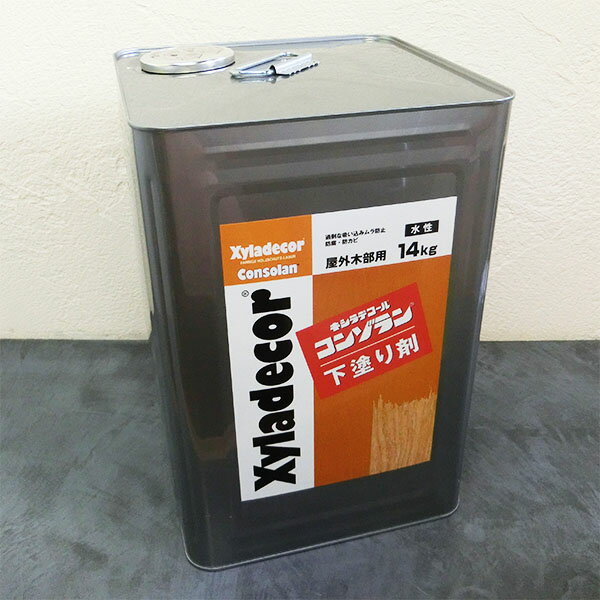 Xyladecor®
Consolan
過剰な吸い込みムラ防止
防腐・防カビ
水性
屋外木部用
14kg
Xyladecor®
キシラデコール
コンゾラン
下塗り剤